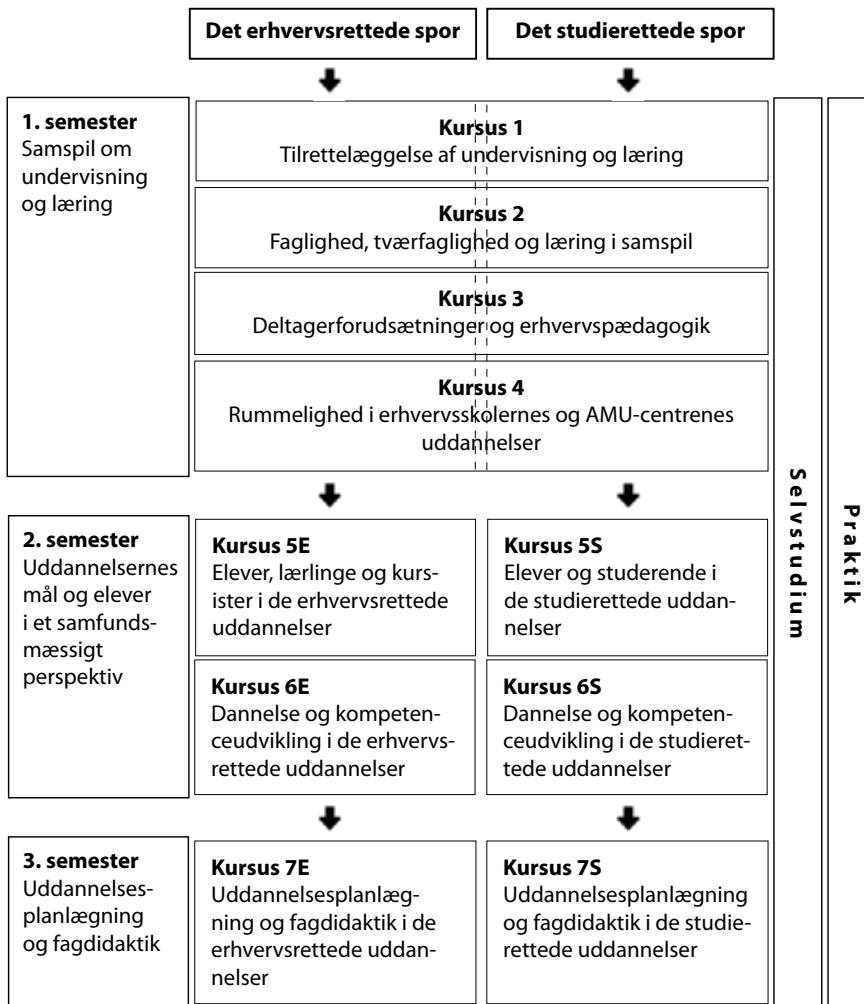 Det erhvervsrettede spor
Det studierettede spor
1. semester
Samspil om
undervisning
og læring
Kursus 1
Tilrettelæggelse af undervisning og læring
Kursus 2
Faglighed, tværfaglighed og læring i samspil
Kursus 3
Deltagerforudsætninger og erhvervspædagogik
Kursus 4
Rummelighed i erhvervsskolernes og AMU-centrenes
uddannelser
2. semester
Uddannelsernes
mål og elever
i et samfunds-
mæssigt
perspektiv
Kursus 5E
Elever, lærlinge og kurs-
ister i de erhvervsrettede
uddannelser
Kursus 5S
Elever og studerende i
de studierettede uddan-
nelser
Kursus 6E
Dannelse og kompeten-
ceudvikling i de erhvervs-
rettede uddannelser
Kursus 6S
Dannelse og kompeten-
ceudvikling i de studieret-
tede uddannelser
3. semester
Uddannelses-
planlægning
og fagdidaktik
Kursus 7E
Uddannelsesplanlæg-
ning og fagdidaktik i de
erhvervsrettede uddan-
nelser
Kursus 7S
Uddannelsesplanlægning
og fagdidaktik i de studie-
rettede uddannelser
Selvstudium
Praktik